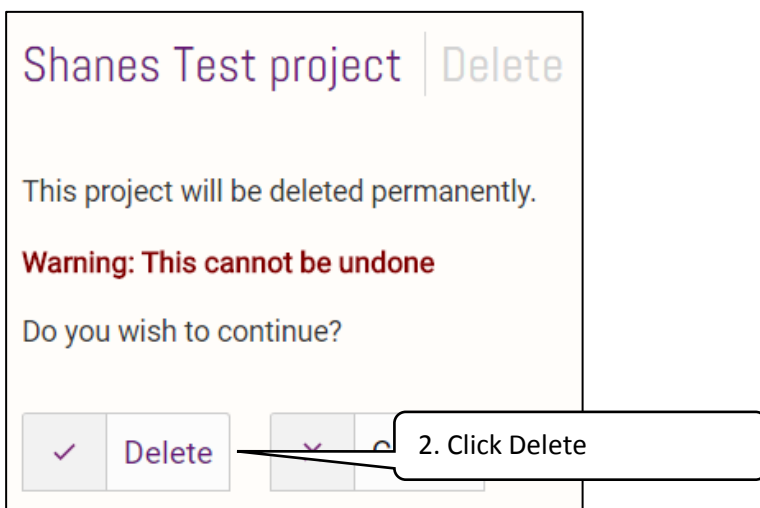 Shanes Test project Delete
This project will be deleted permanently.
Warning: This cannot be undone
Do you wish to continue?
Delete
2. Click Delete